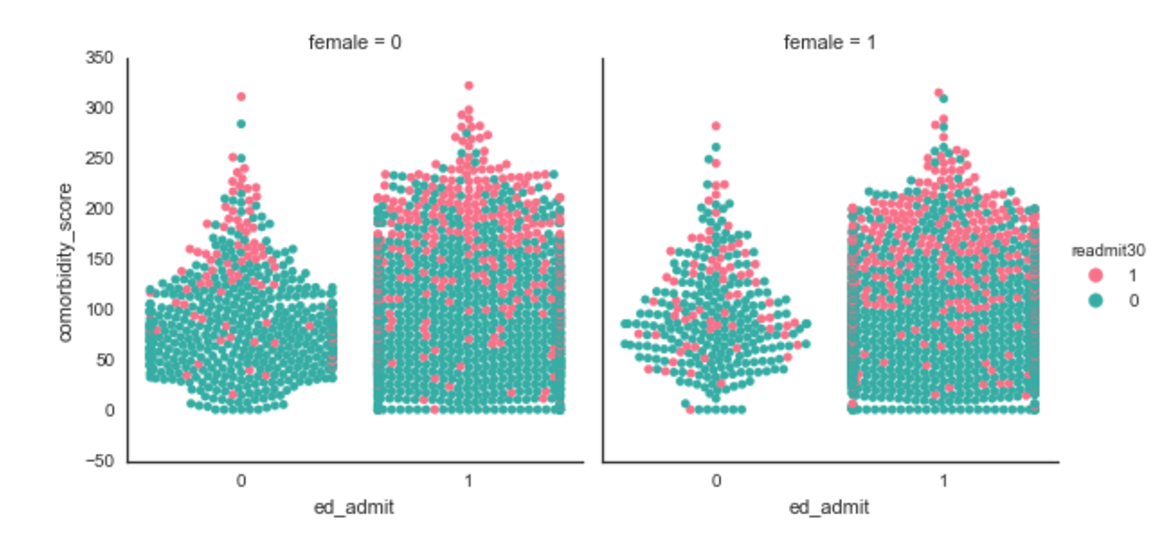 female = 0
female = 1
350
300
250
200
150
100
50
0
−50
comorbidity_score
0
1
0
1
ed_admit
ed_admit
readmit30
1
0